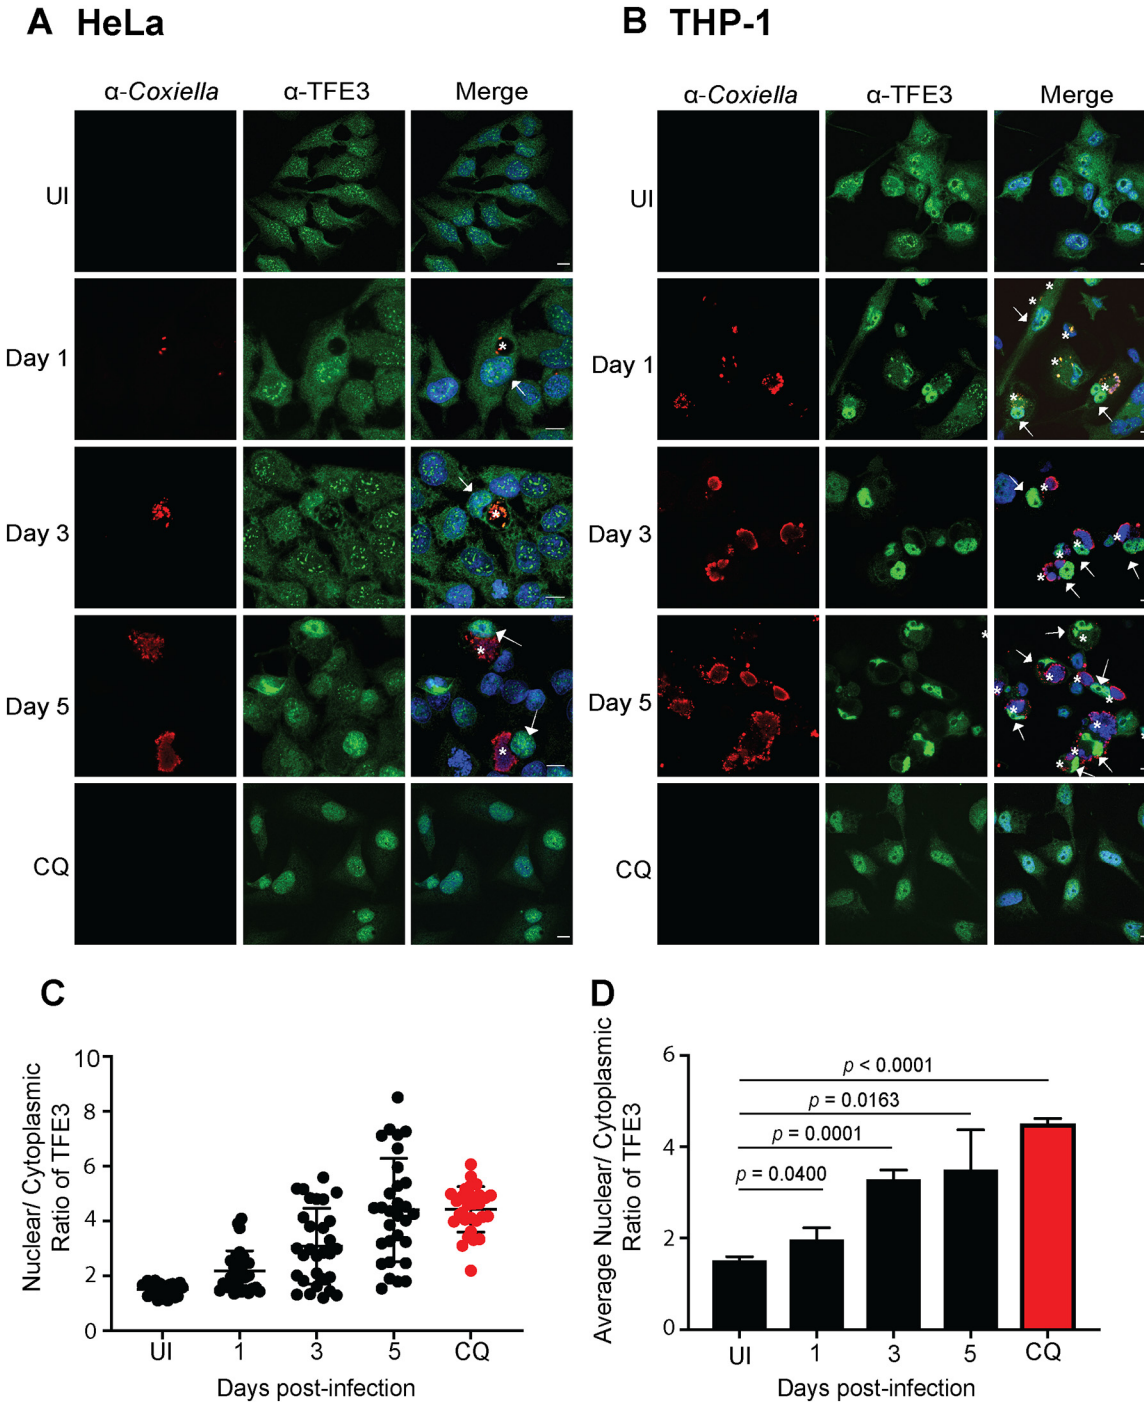 A HeLa
α-Coxiella α-TFE3 Merge
UI
Day 1
*
Day 3
*
Day 5
*
*
CQ
B THP-1
α-Coxiella α-TFE3 Merge
UI
Day 1
Day 3
Day 5
CQ
C
Nuclear/ Cytoplasmic
Ratio of TFE3
10
8
6
4
2
0
UI 1 3 5 CQ
Days post-infection
D
Average Nuclear/ Cytoplasmic
Ratio of TFE3
6
4
2
0
p < 0.0001
p = 0.0163
p = 0.0001
p = 0.0400
UI 1 3 5 CQ
Days post-infection